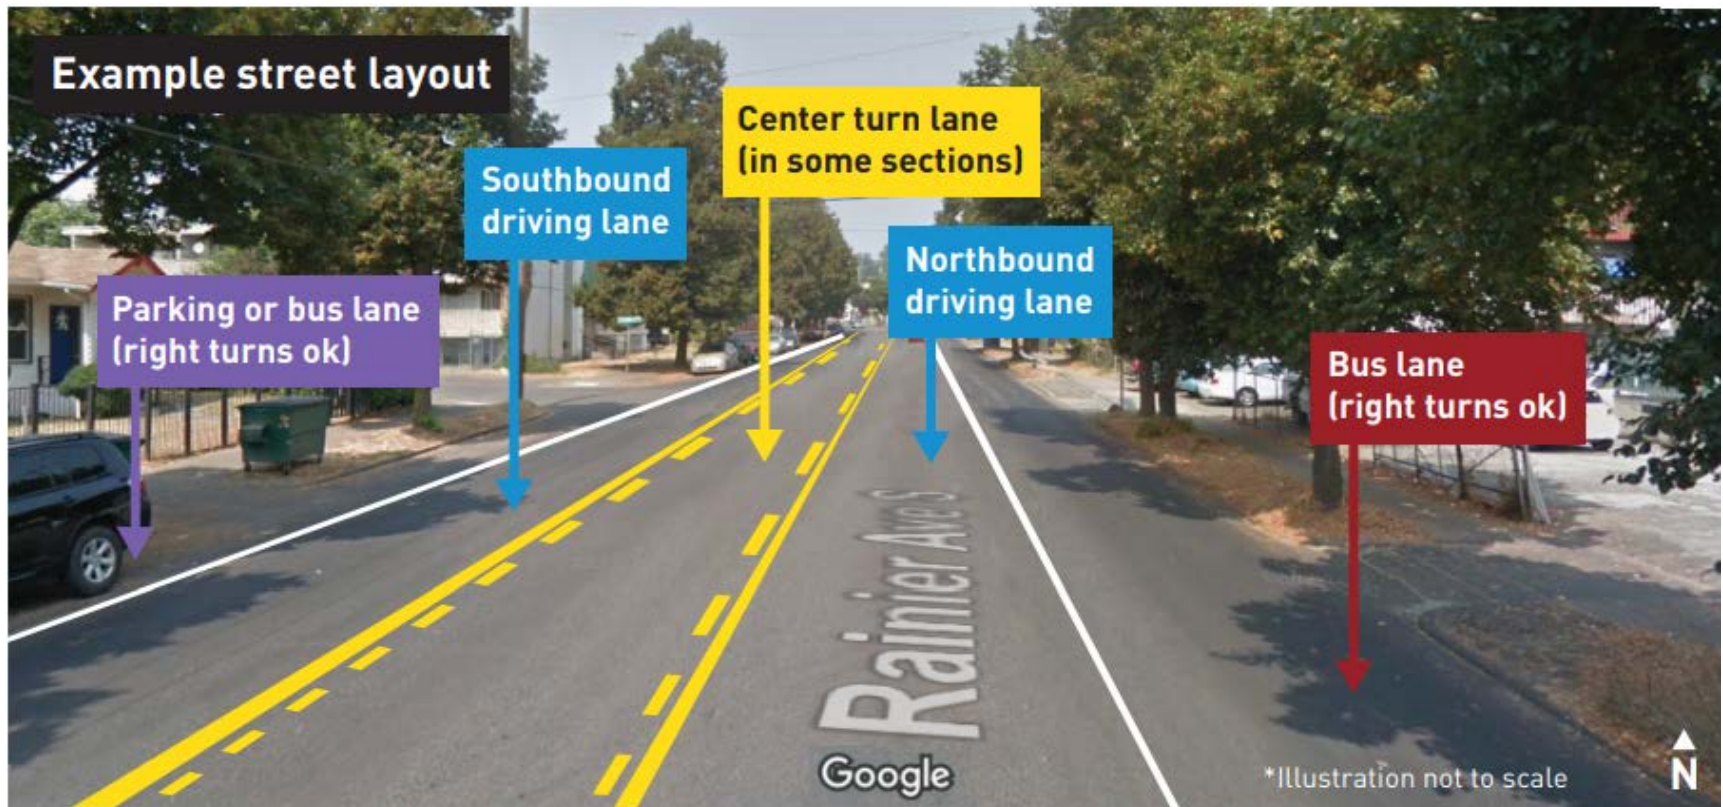 Example street layout
Center turn lane
(in some sections)
Southbound
driving lane
Northbound
driving lane
Parking or bus lane
(right turns ok)
Bus lane
(right turns ok)
Rainier Ave S
Google
*Illustration not to scale
N